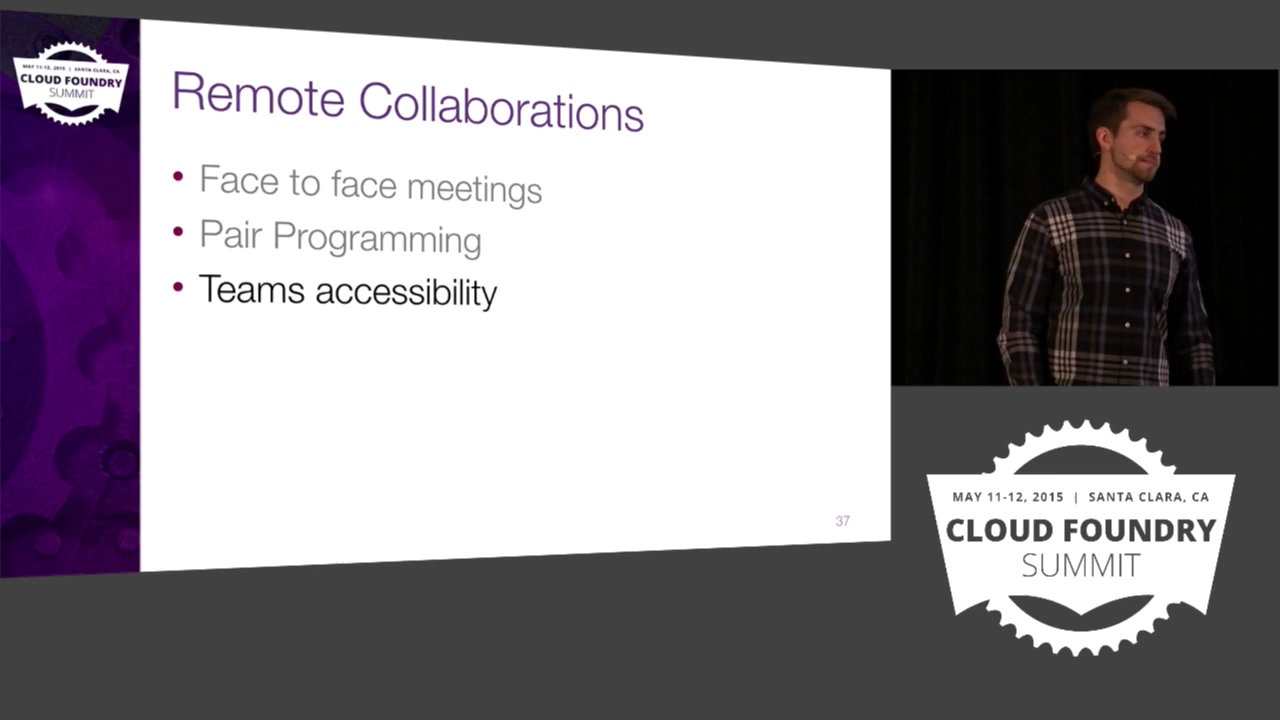 MAY 11-12, 2015 | SANTA CLARA, CA
CLOUD FOUNDRY
SUMMIT
Remote Collaborations
• Face to face meetings
• Pair Programming
• Teams accessibility
37
MAY 11-12, 2015 | SANTA CLARA, CA
CLOUD FOUNDRY
SUMMIT